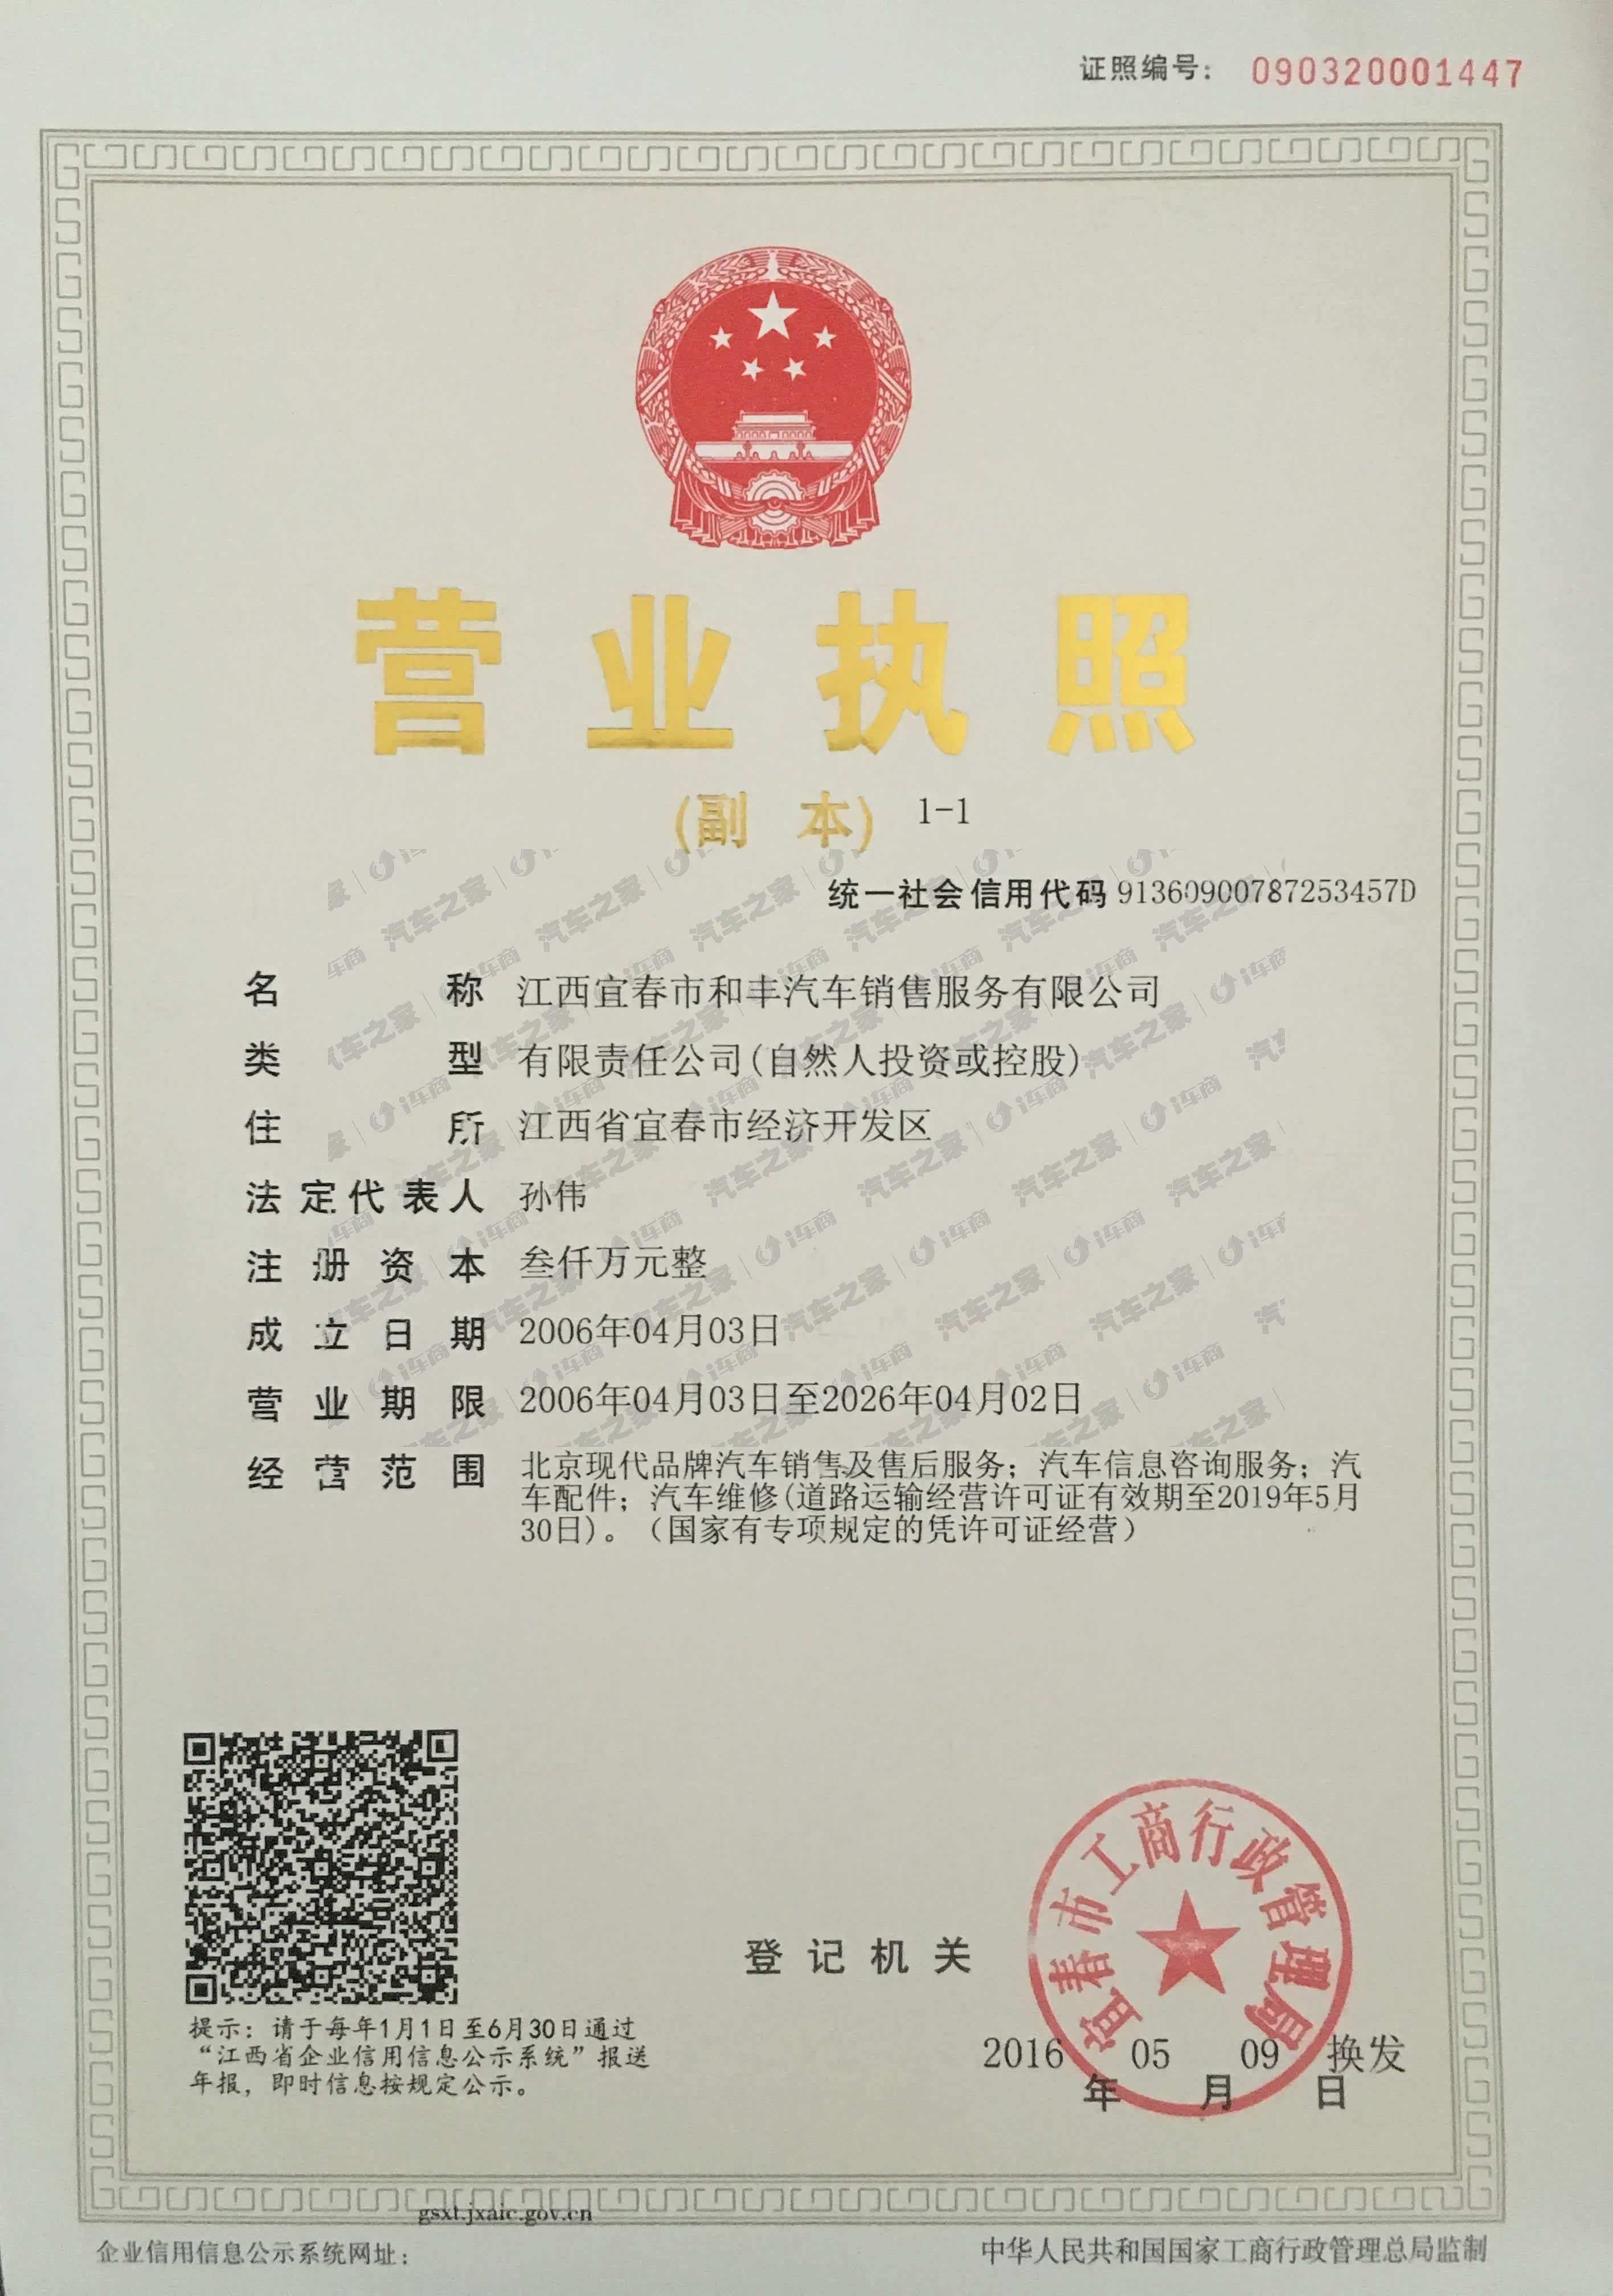 证照编号：090320001447
营业执照
(副本) 1-1
统一社会信用代码 91360900787253457D
名称 江西宜春市和丰汽车销售服务有限公司
类型 有限责任公司(自然人投资或控股)
住所 江西省宜春市经济开发区
法定代表人 孙伟
注册资本 叁仟万元整
成立日期 2006年04月03日
营业期限 2006年04月03日至2026年04月02日
经营范围 北京现代品牌汽车销售及售后服务；汽车信息咨询服务；汽
车配件；汽车维修(道路运输经营许可证有效期至2019年5月
30日)。（国家有专项规定的凭许可证经营）
汽车之家 i车商
登记机关
宜春市工商行政管理局
提示：请于每年1月1日至6月30日通过
“江西省企业信用信息公示系统”报送
年报，即时信息按规定公示。
2016 05 09 换发
年 月 日
gsxt.jxaic.gov.cn
企业信用信息公示系统网址：
中华人民共和国国家工商行政管理总局监制